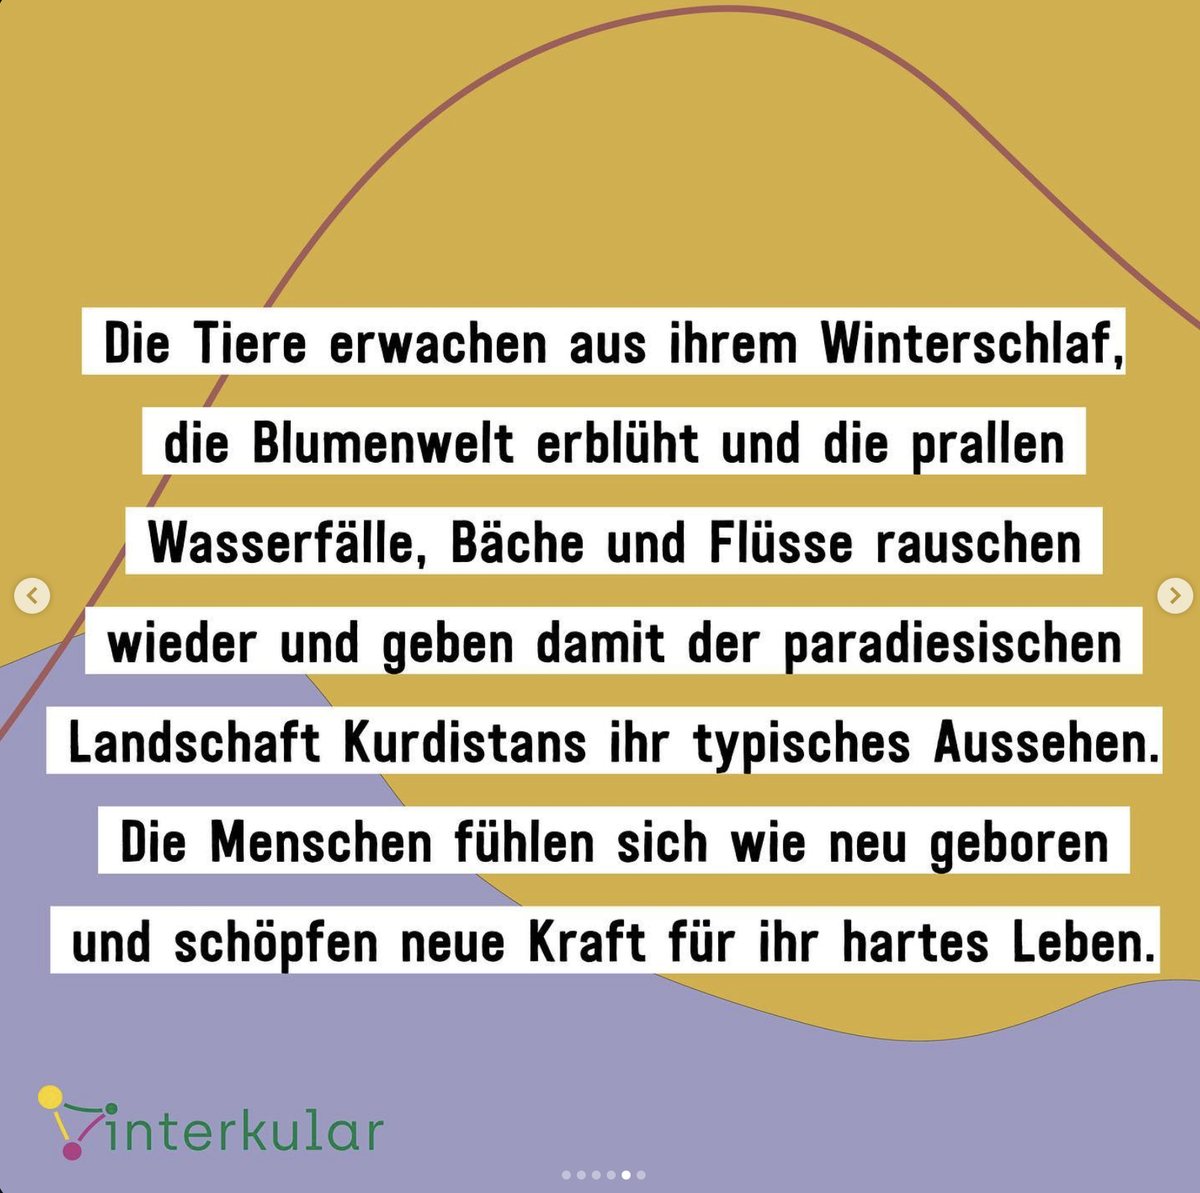 Die Tiere erwachen aus ihrem Winterschlaf,
die Blumenwelt erblüht und die prallen
Wasserfälle, Bäche und Flüsse rauschen
wieder und geben damit der paradiesischen
Landschaft Kurdistans ihr typisches Aussehen.
Die Menschen fühlen sich wie neu geboren
und schöpfen neue Kraft für ihr hartes Leben.
interkular